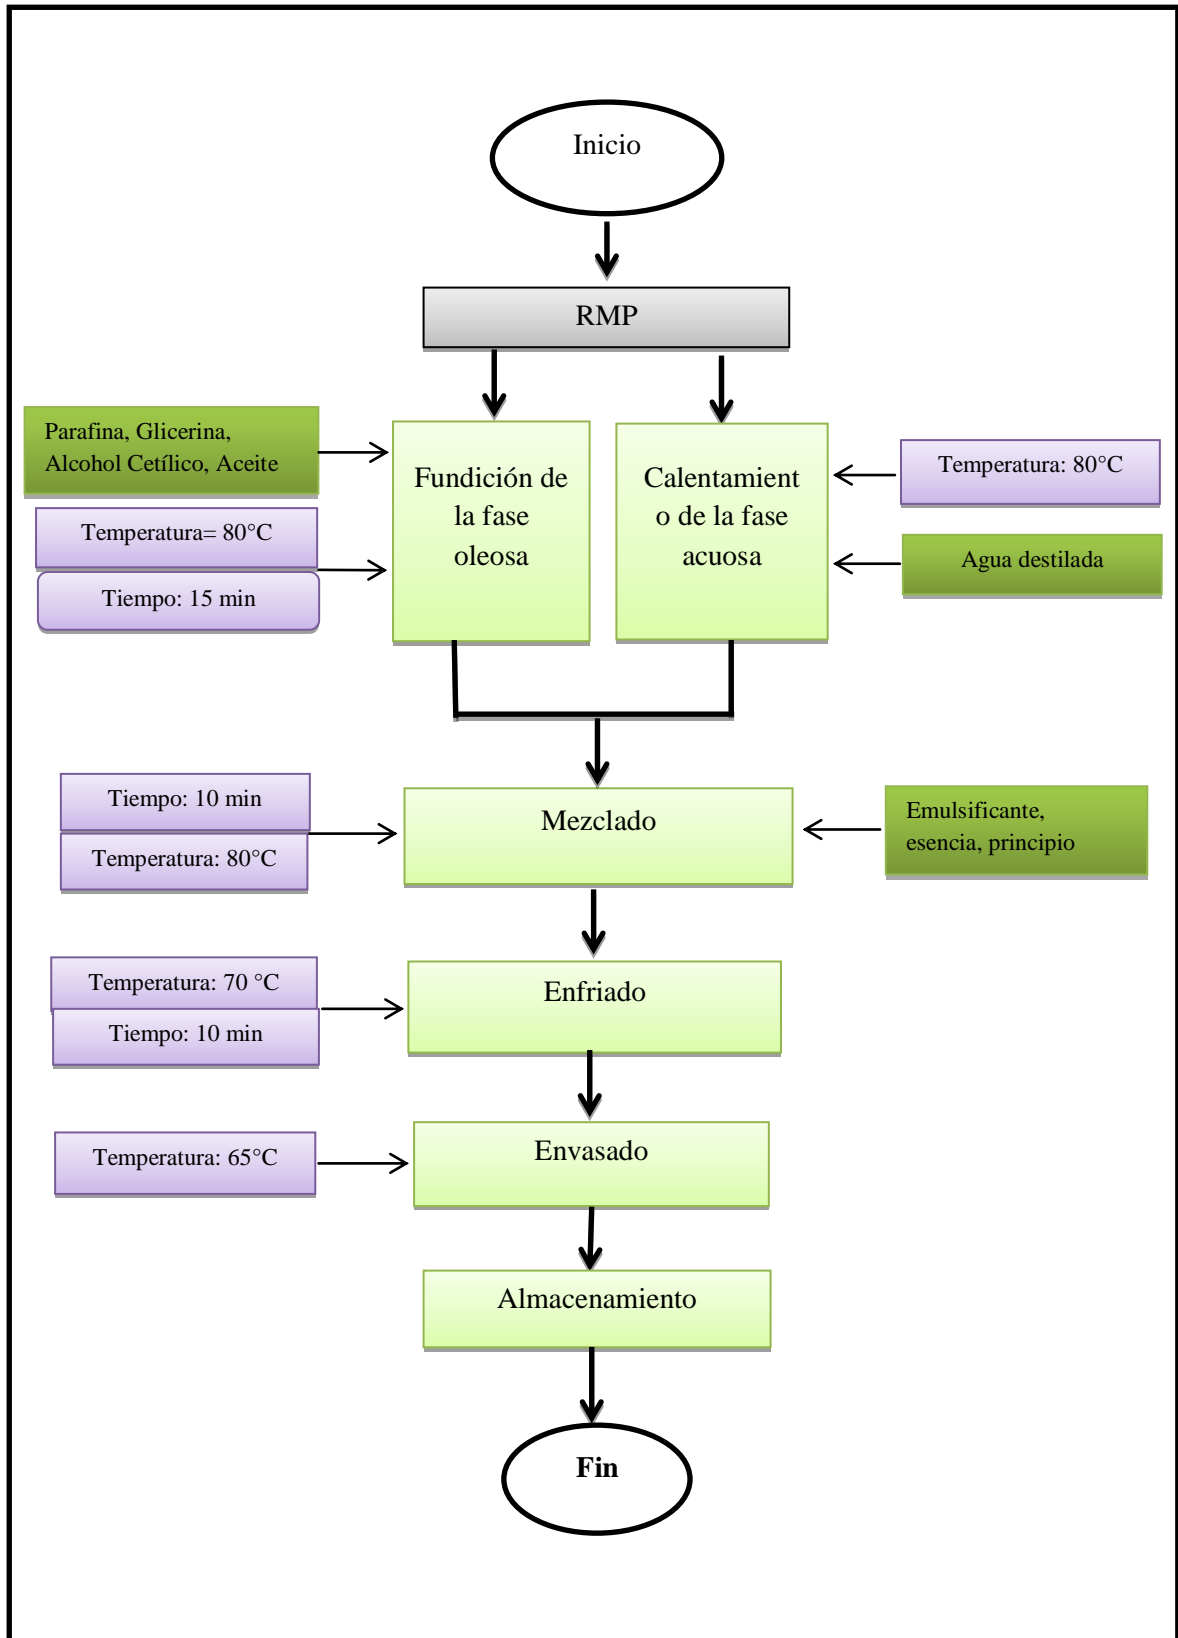 Inicio
RMP
Parafina, Glicerina,
Alcohol Cetílico, Aceite
Temperatura= 80°C
Tiempo: 15 min
Fundición de
la fase
oleosa
Calentamient
o de la fase
acuosa
Temperatura: 80°C
Agua destilada
Tiempo: 10 min
Temperatura: 80°C
Mezclado
Emulsificante,
esencia, principio
Temperatura: 70 °C
Tiempo: 10 min
Enfriado
Temperatura: 65°C
Envasado
Almacenamiento
Fin